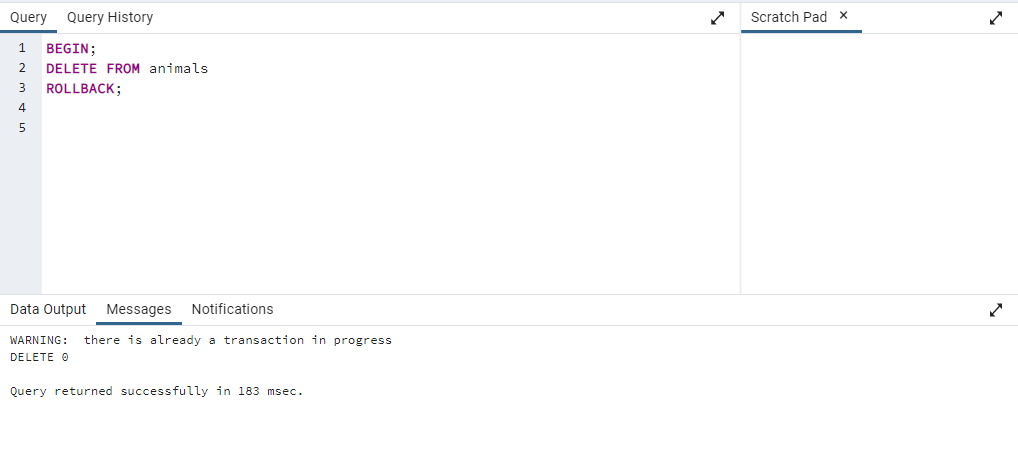 Query Query History
Scratch Pad ×
1 BEGIN;
2 DELETE FROM animals
3 ROLLBACK;
4
5
Data Output Messages Notifications
WARNING:  there is already a transaction in progress
DELETE 0
Query returned successfully in 183 msec.